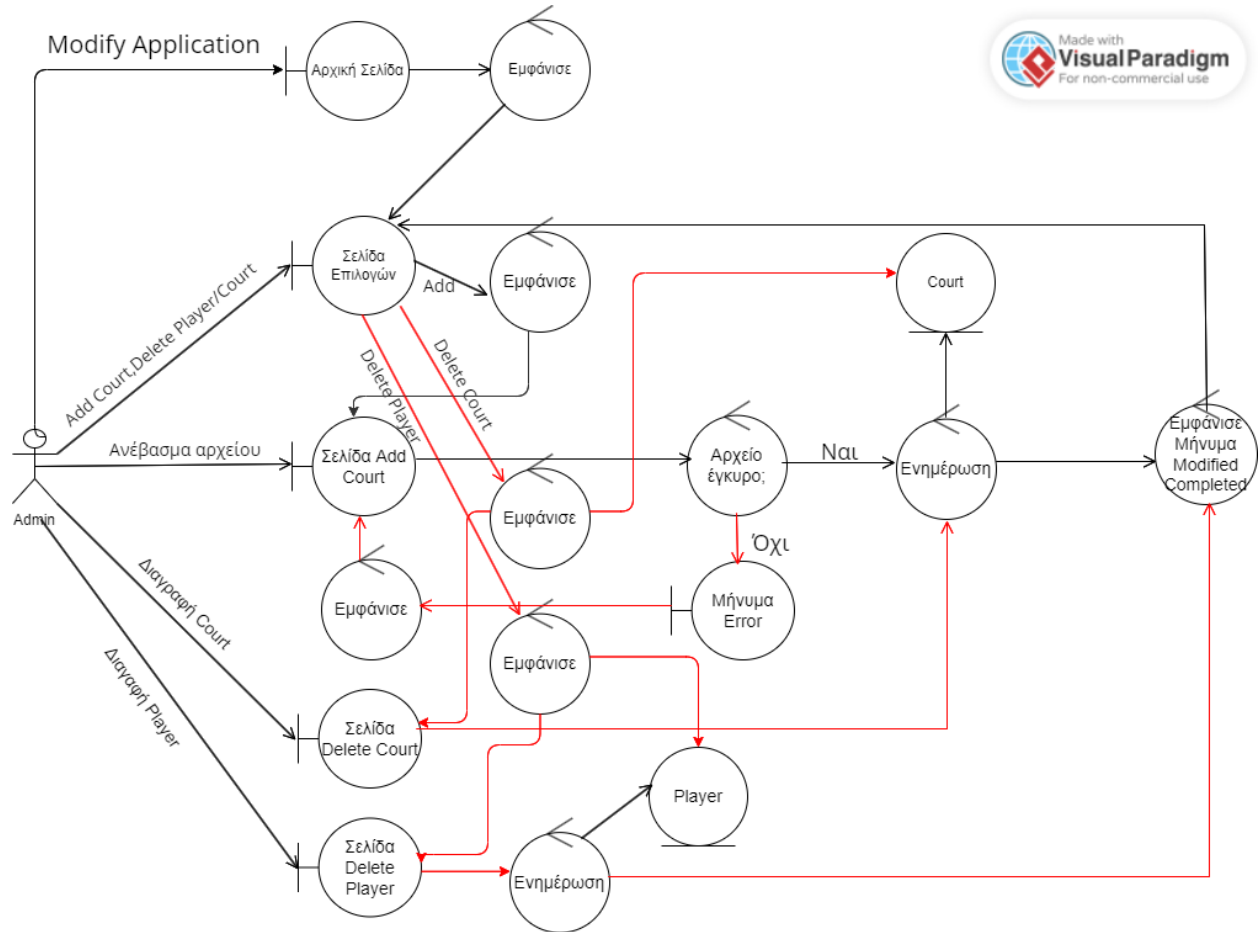 Modify Application
Made with
Visual Paradigm
For non-commercial use
Αρχική Σελίδα
Εμφάνισε
Σελίδα
Επιλογών
Add
Εμφάνισε
Court
Add Court,Delete Player/Court
Delete Player
Delete Court
Ανέβασμα αρχείου
Σελίδα Add
Court
Αρχείο
έγκυρο;
Ναι
Ενημέρωση
Εμφάνισε
Μήνυμα
Modified
Completed
Admin
Εμφάνισε
Όχι
Εμφάνισε
Μήνυμα
Error
Διαγραφή Court
Εμφάνισε
Διαγαφή Player
Σελίδα
Delete Court
Player
Σελίδα
Delete
Player
Ενημέρωση